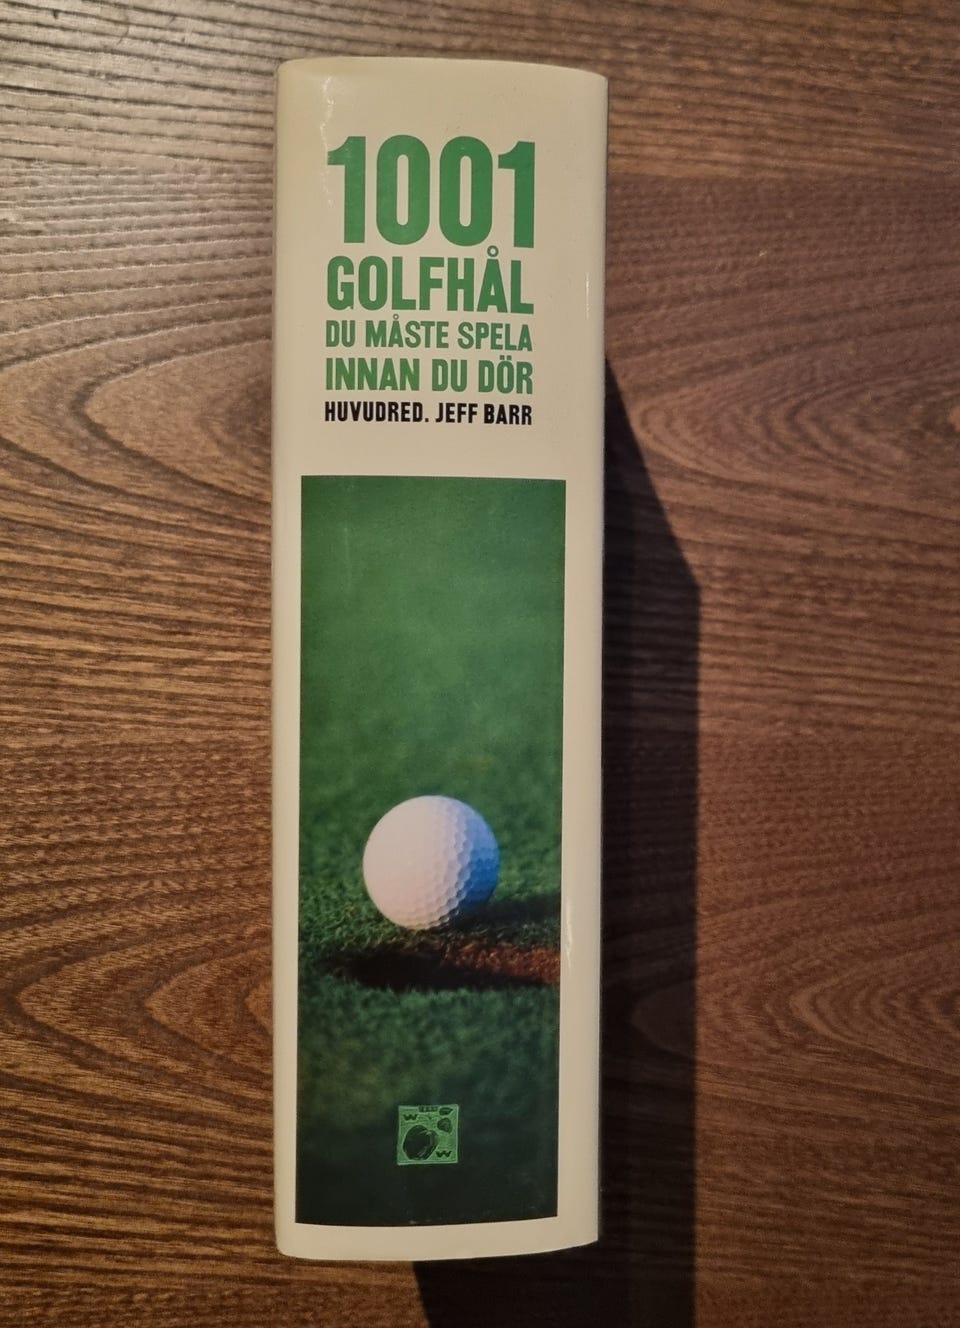 1001
GOLFHÅL
DU MÅSTE SPELA
INNAN DU DÖR
HUVUDRED. JEFF BARR
W
W